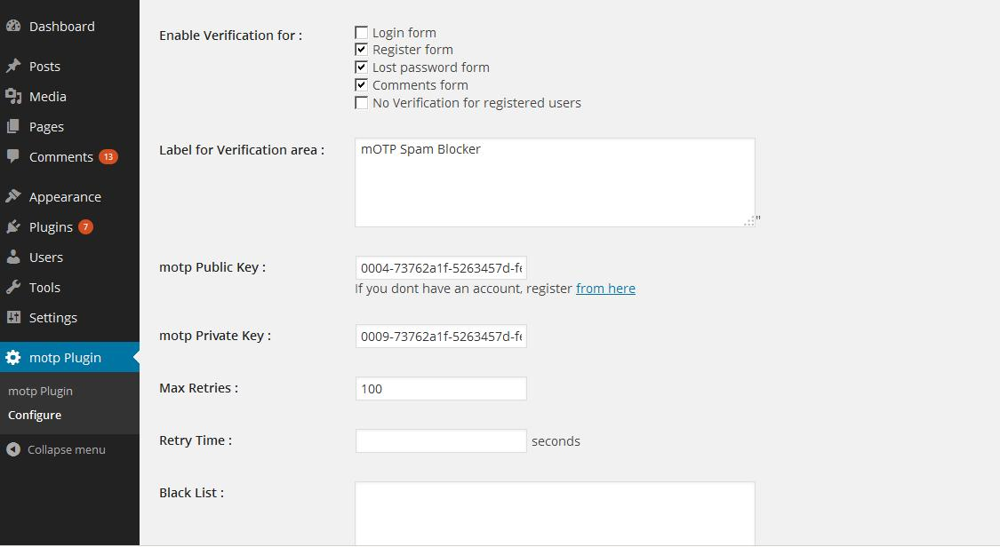 Dashboard
Posts
Media
Pages
Comments 13
Appearance
Plugins 7
Users
Tools
Settings
motp Plugin
motp Plugin
Configure
Collapse menu
Enable Verification for :
Login form
Register form
Lost password form
Comments form
No Verification for registered users
Label for Verification area :
mOTP Spam Blocker
"
motp Public Key :
0004-73762a1f-5263457d-fe
If you dont have an account, register from here
motp Private Key :
0009-73762a1f-5263457d-fe
Max Retries :
100
Retry Time :
seconds
Black List :